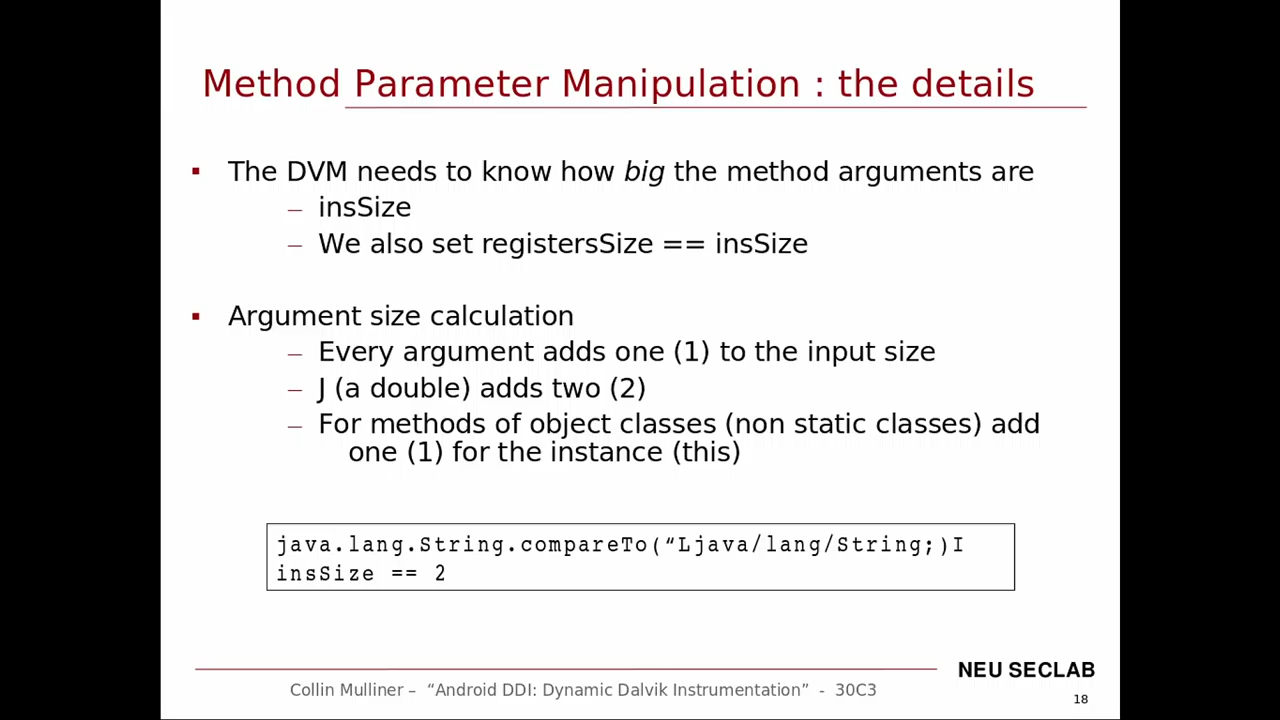 Method Parameter Manipulation : the details
▪ The DVM needs to know how big the method arguments are
– insSize
– We also set registersSize == insSize
▪ Argument size calculation
– Every argument adds one (1) to the input size
– J (a double) adds two (2)
– For methods of object classes (non static classes) add
one (1) for the instance (this)
java.lang.String.compareTo(“Ljava/lang/String;)I
insSize == 2
NEU SECLAB
Collin Mulliner – “Android DDI: Dynamic Dalvik Instrumentation” - 30C3
18